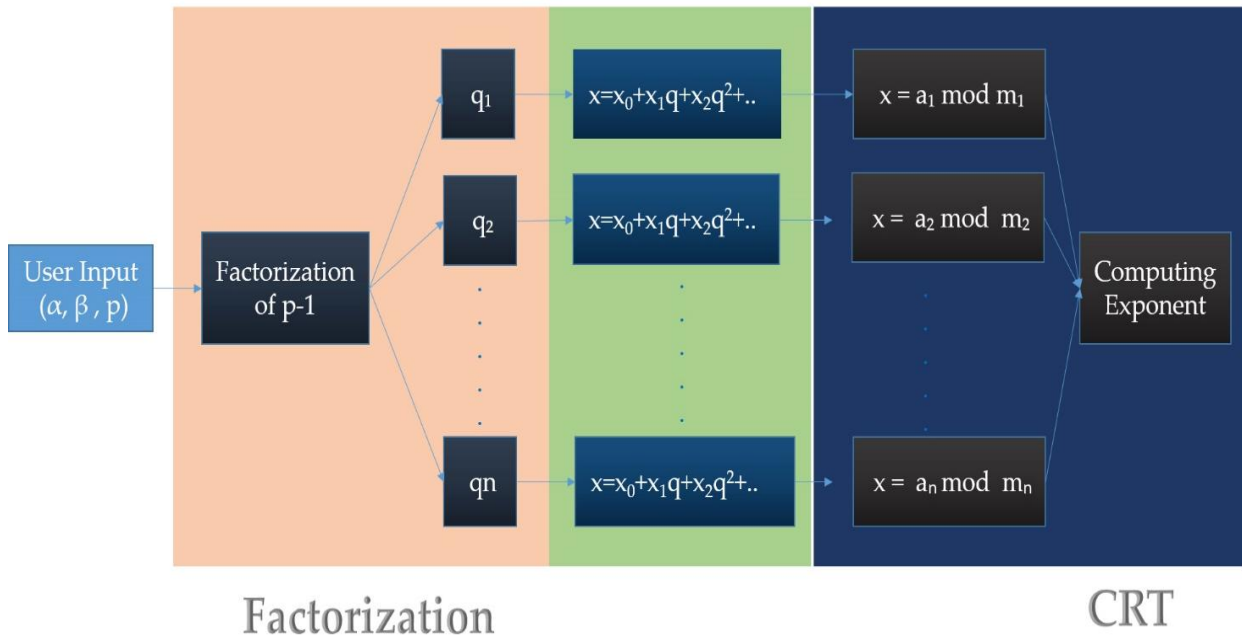 User Input
(α, β , p)
Factorization
of p-1
q₁
q₂
qn
x=x₀+x₁q+x₂q²+..
x=x₀+x₁q+x₂q²+..
x=x₀+x₁q+x₂q²+..
x = a₁ mod m₁
x = a₂ mod m₂
x = aₙ mod mₙ
Computing
Exponent
Factorization
CRT